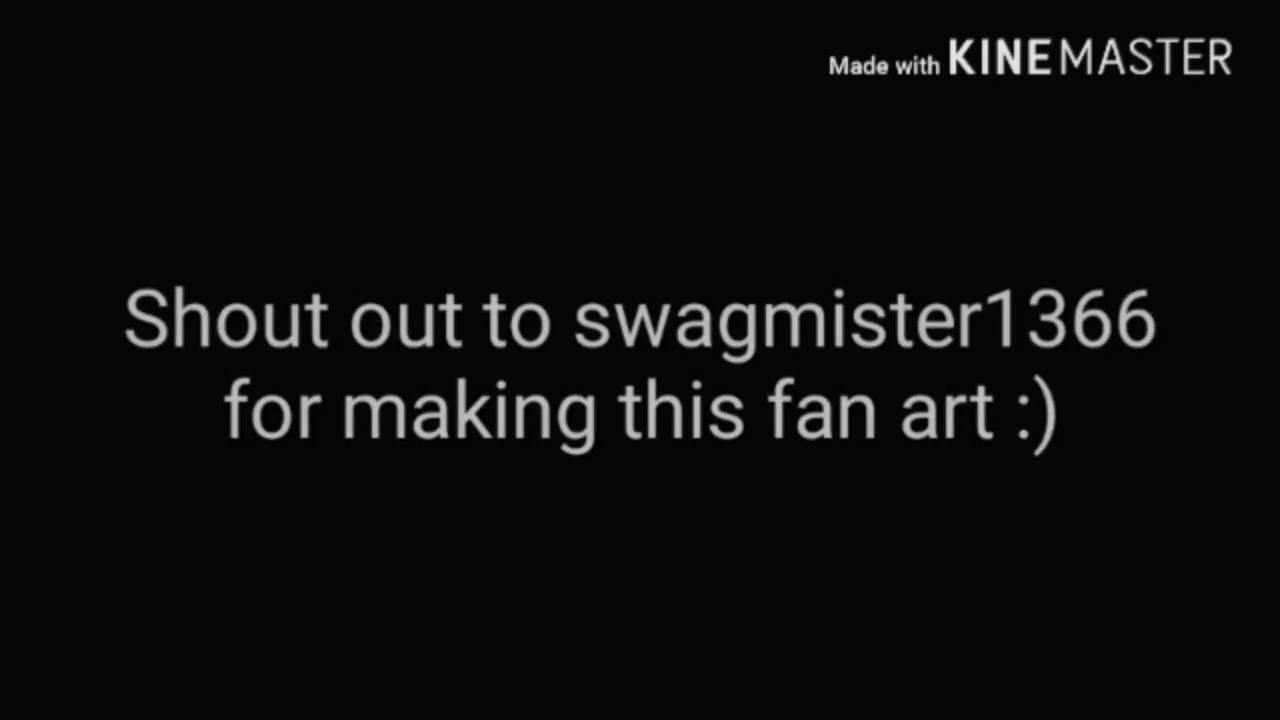 Made with KINEMASTER
Shout out to swagmister1366
for making this fan art :)